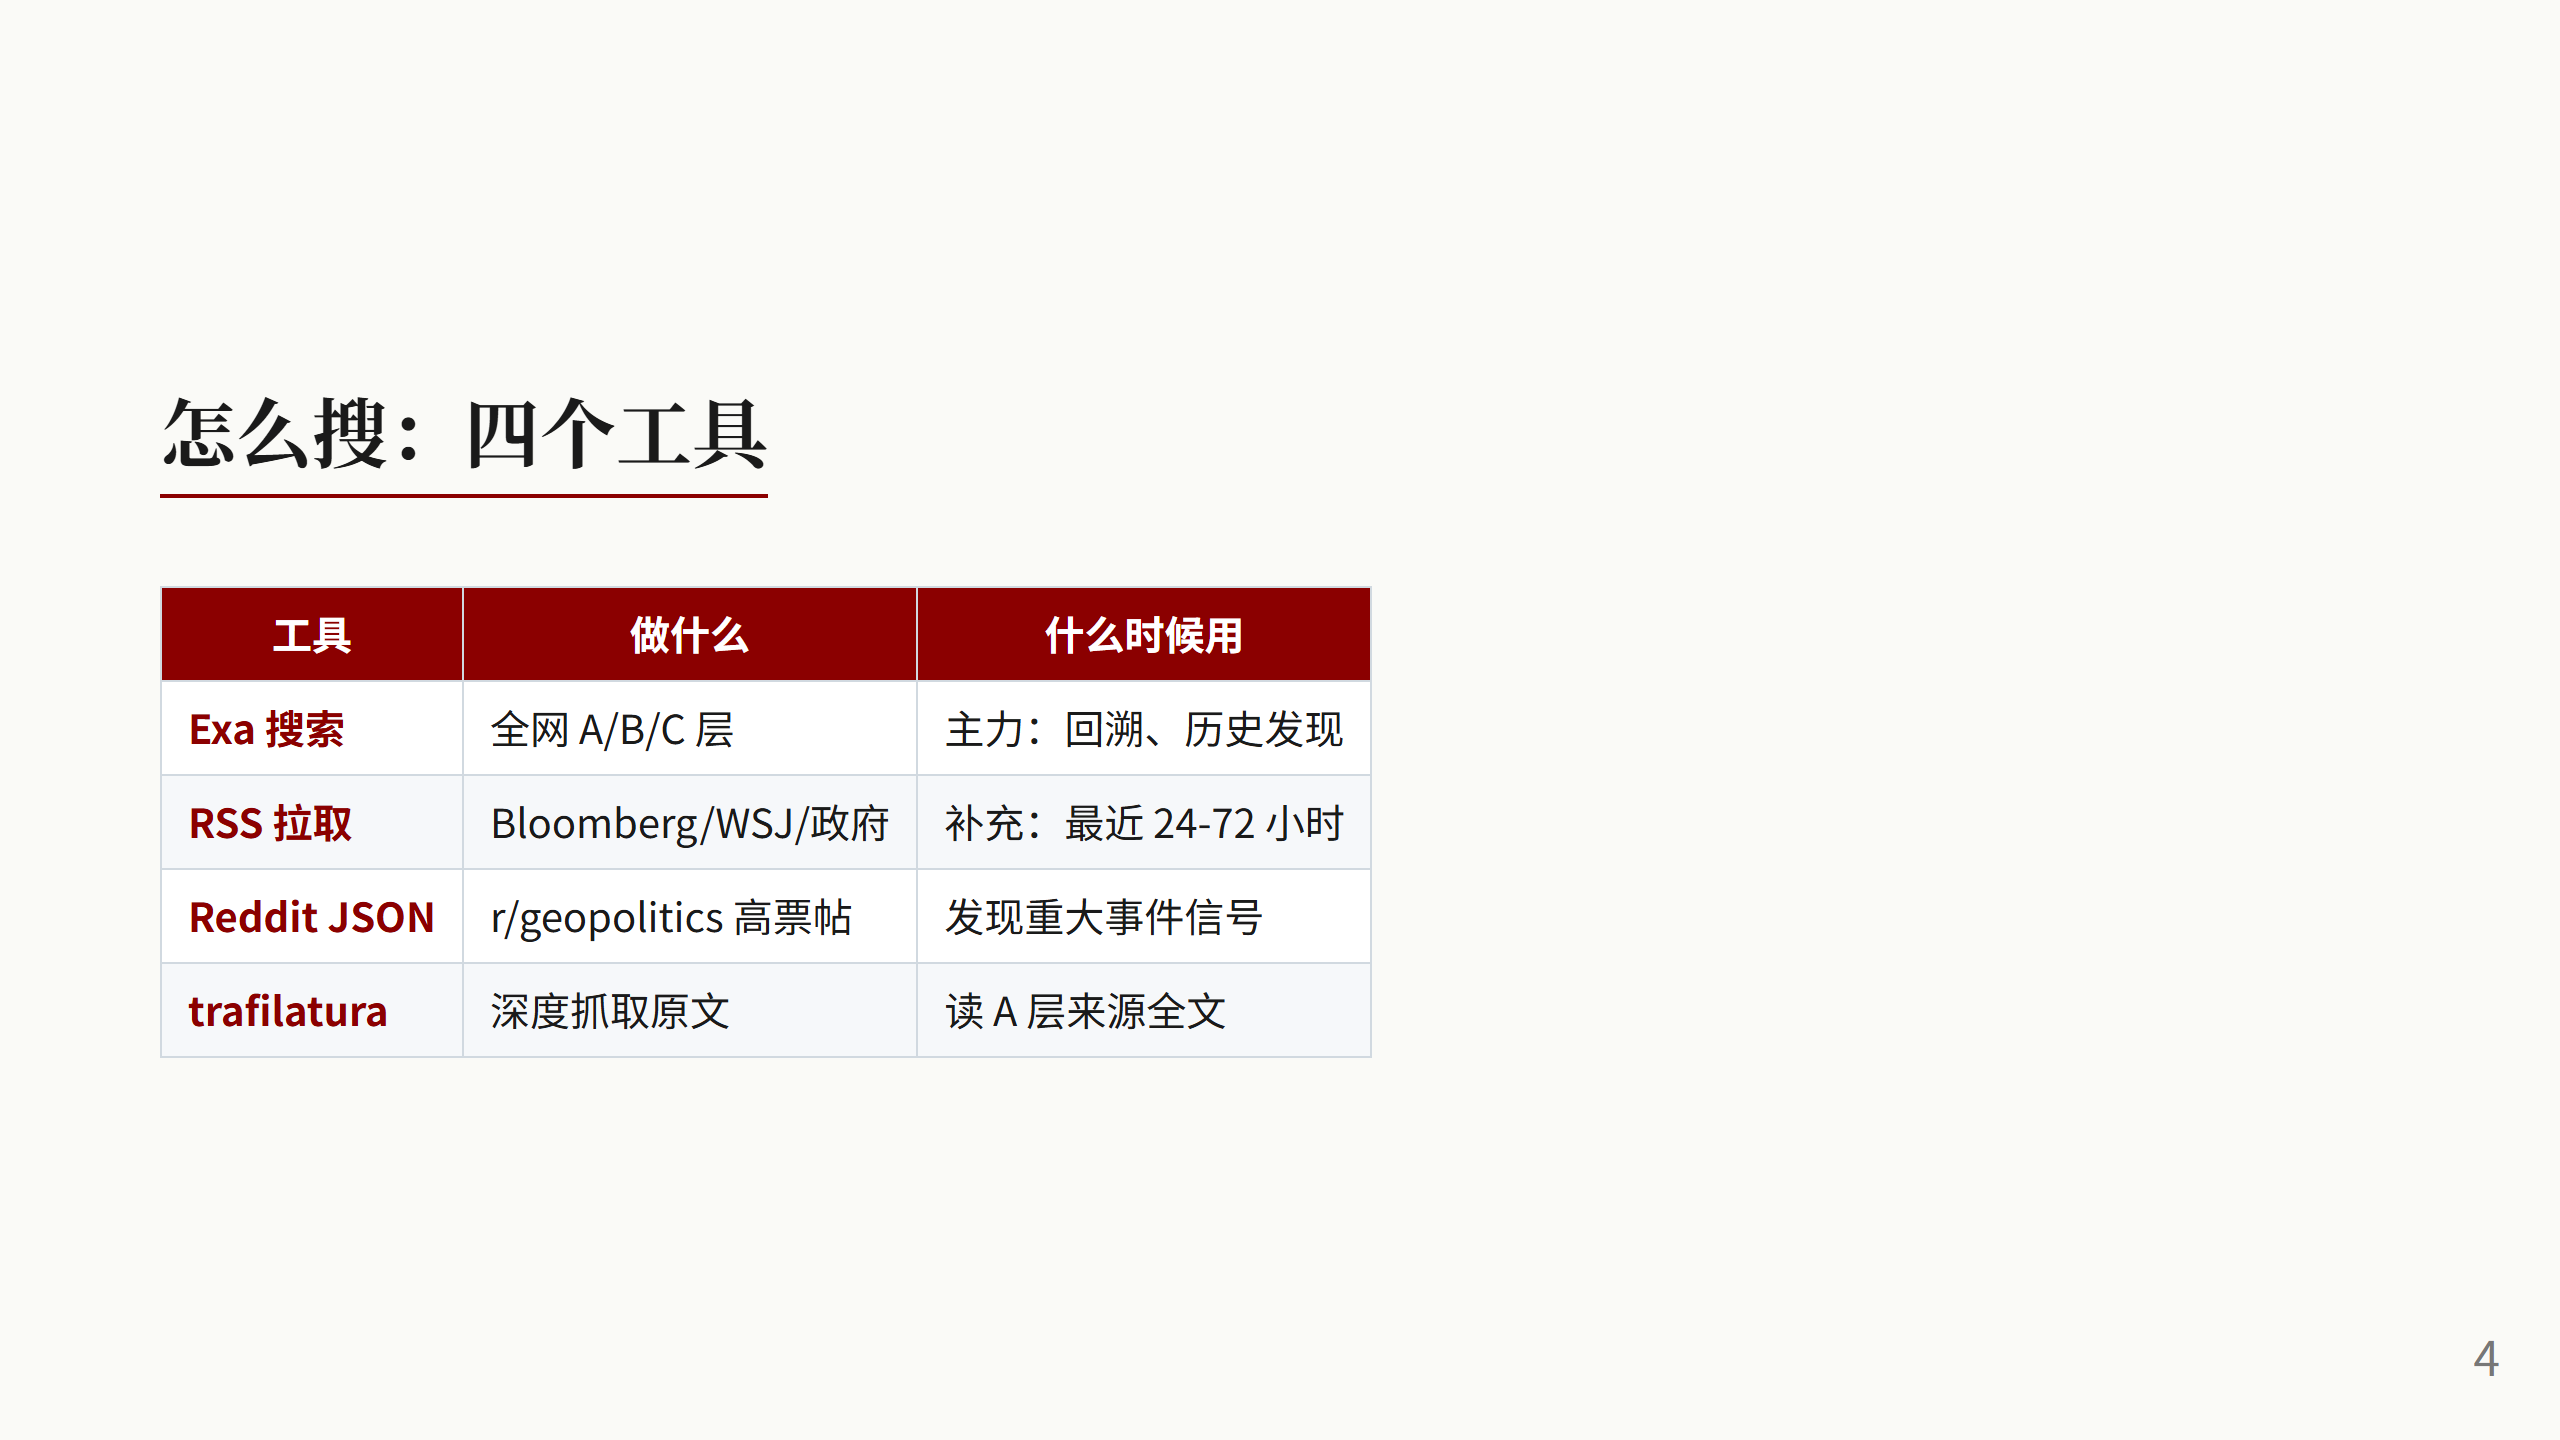 怎么搜：四个工具
工具 做什么 什么时候用
Exa 搜索 全网 A/B/C 层 主力：回溯、历史发现
RSS 拉取 Bloomberg/WSJ/政府 补充：最近 24-72 小时
Reddit JSON r/geopolitics 高票帖 发现重大事件信号
trafilatura 深度抓取原文 读 A 层来源全文
4